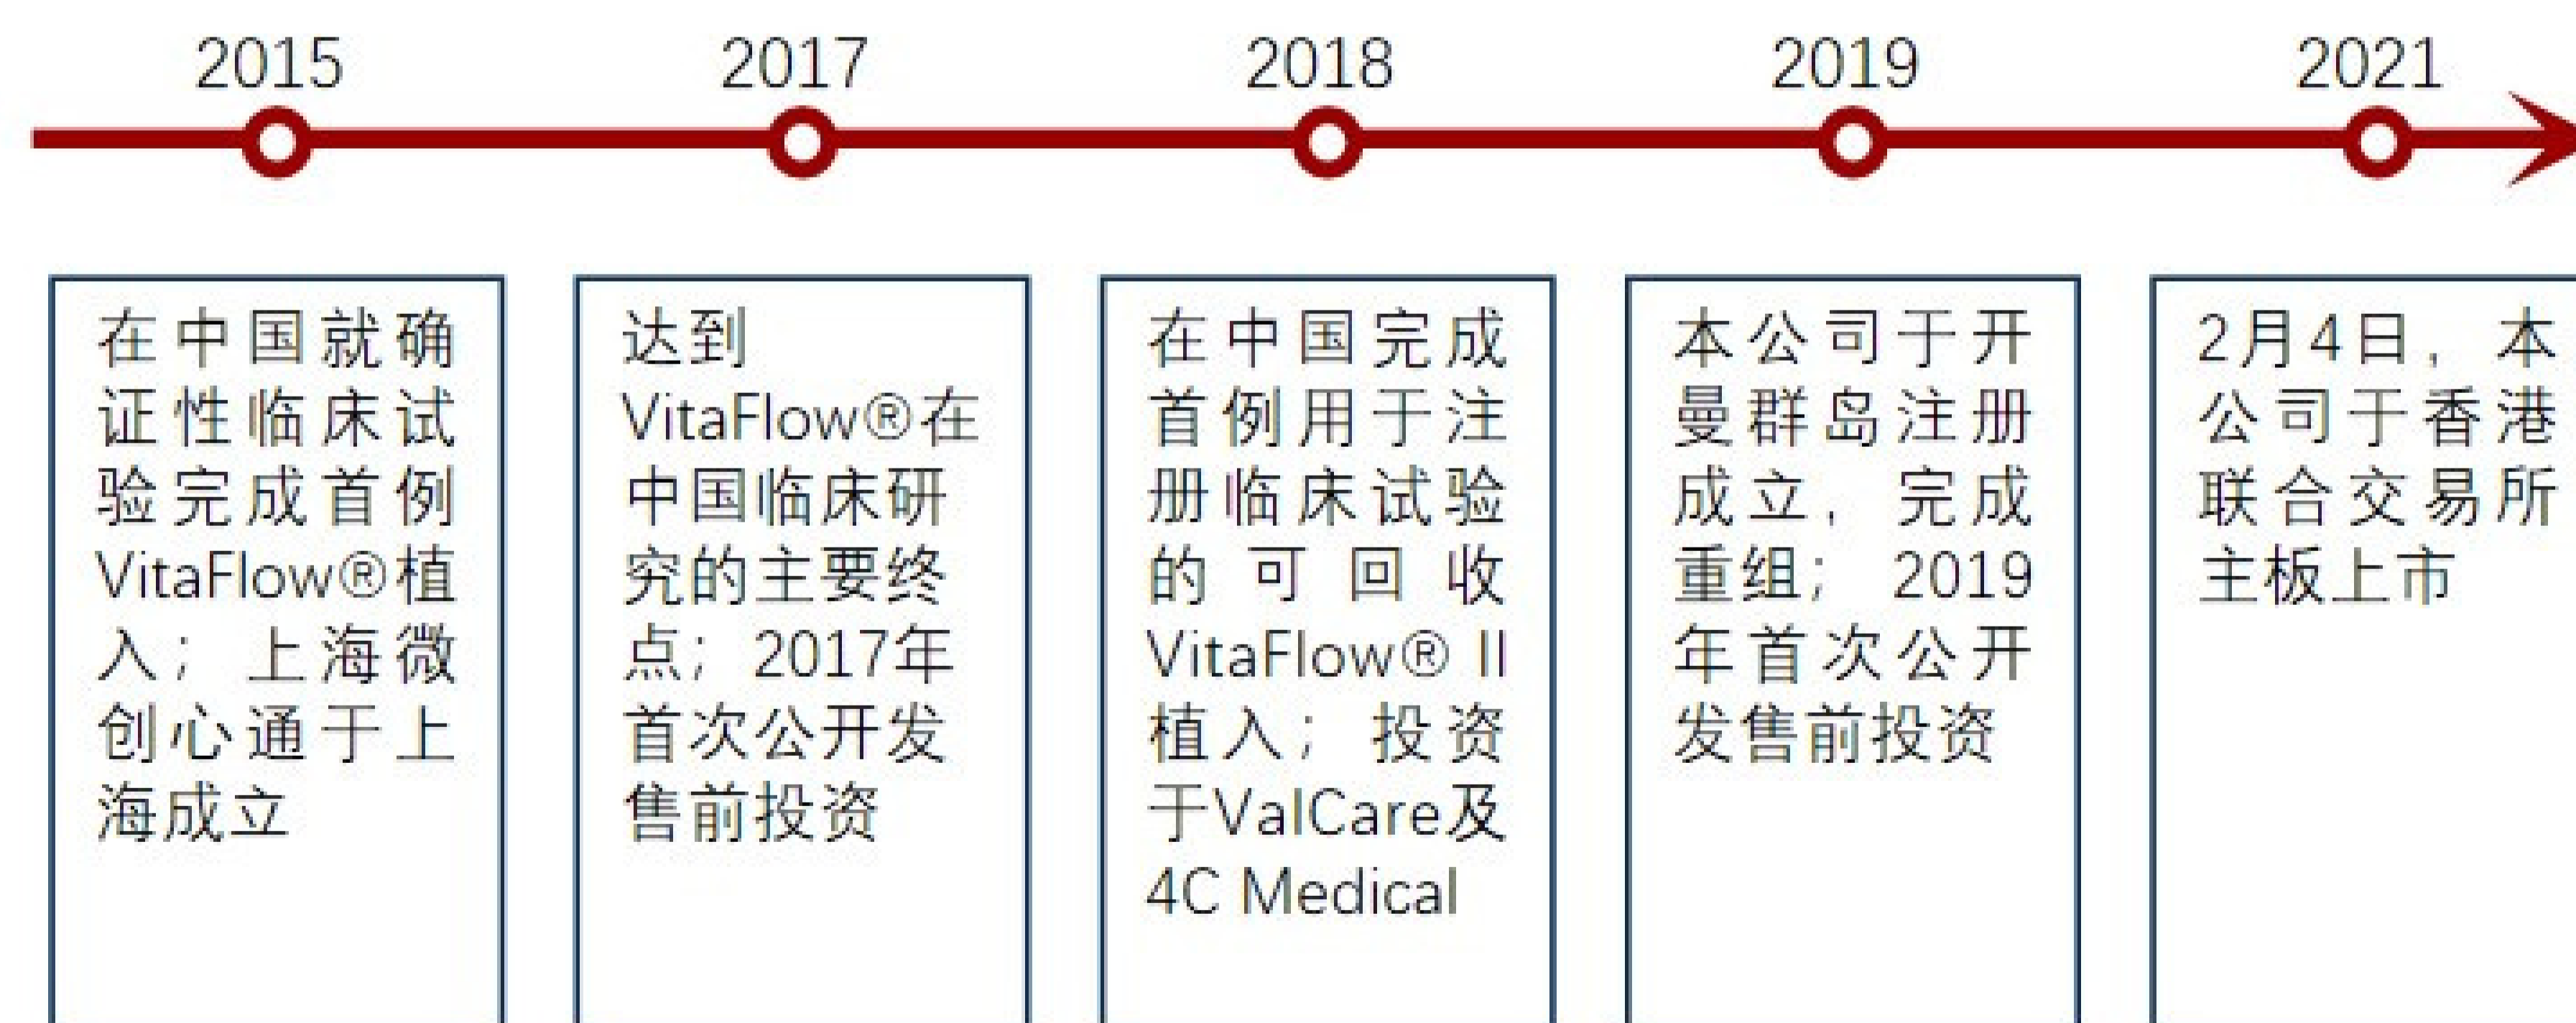 2015
2017
2018
2019
2021
在中国就确
证性临床试
验完成首例
VitaFlow®植
入；上海微
创心通于上
海成立
达到
VitaFlow®在
中国临床研
究的主要终
点；2017年
首次公开发
售前投资
在中国完成
首例用于注
册临床试验
的可回收
VitaFlow® II
植入；投资
于ValCare及
4C Medical
本公司于开
曼群岛注册
成立，完成
重组；2019
年首次公开
发售前投资
2月4日，本
公司于香港
联合交易所
主板上市